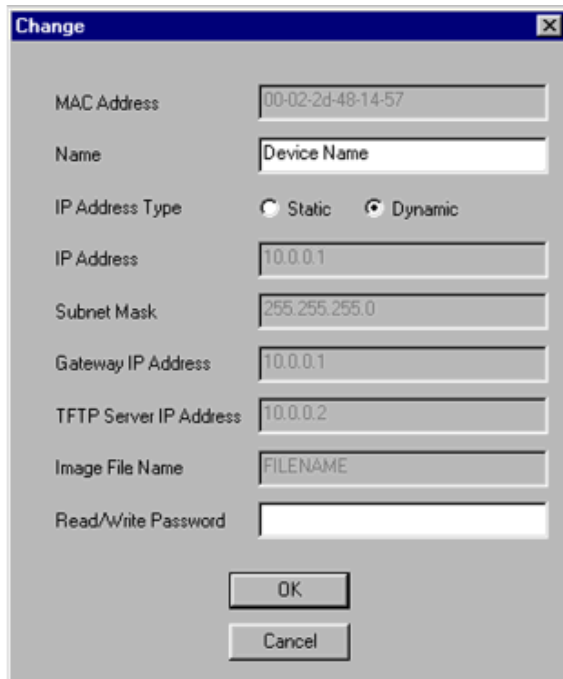 Change
MAC Address 00-02-2d-48-14-57
Name Device Name
IP Address Type Static Dynamic
IP Address 10.0.0.1
Subnet Mask 255.255.255.0
Gateway IP Address 10.0.0.1
TFTP Server IP Address 10.0.0.2
Image File Name FILENAME
Read/Write Password
OK
Cancel